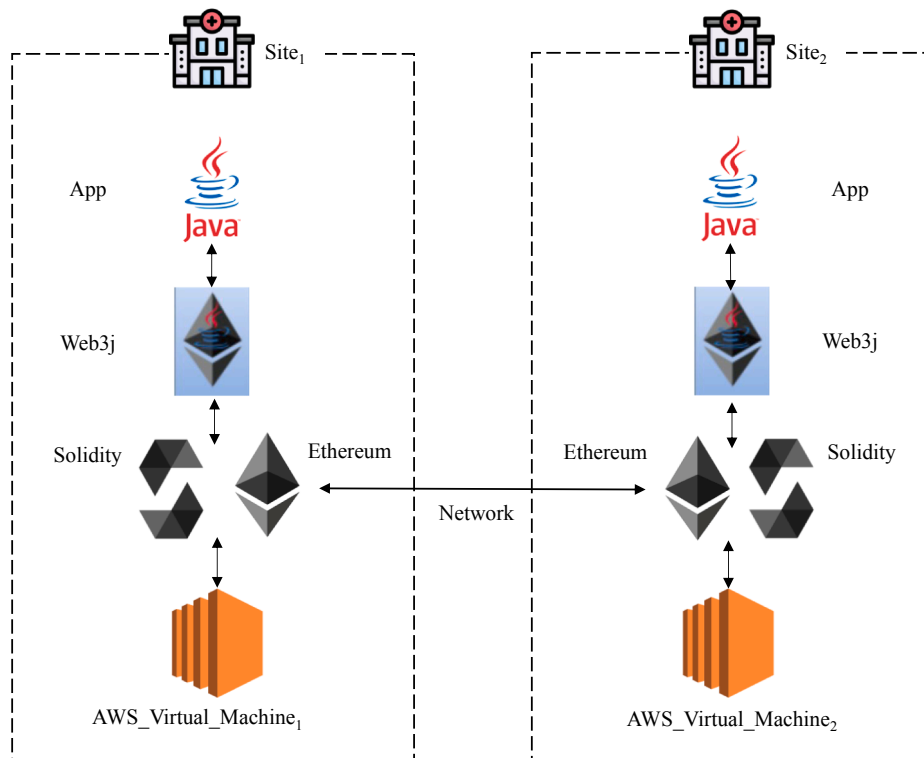 Site₁
Site₂
App
Java
Java
App
Web3j
Web3j
Solidity
Ethereum
Ethereum
Solidity
Network
AWS_Virtual_Machine₁
AWS_Virtual_Machine₂